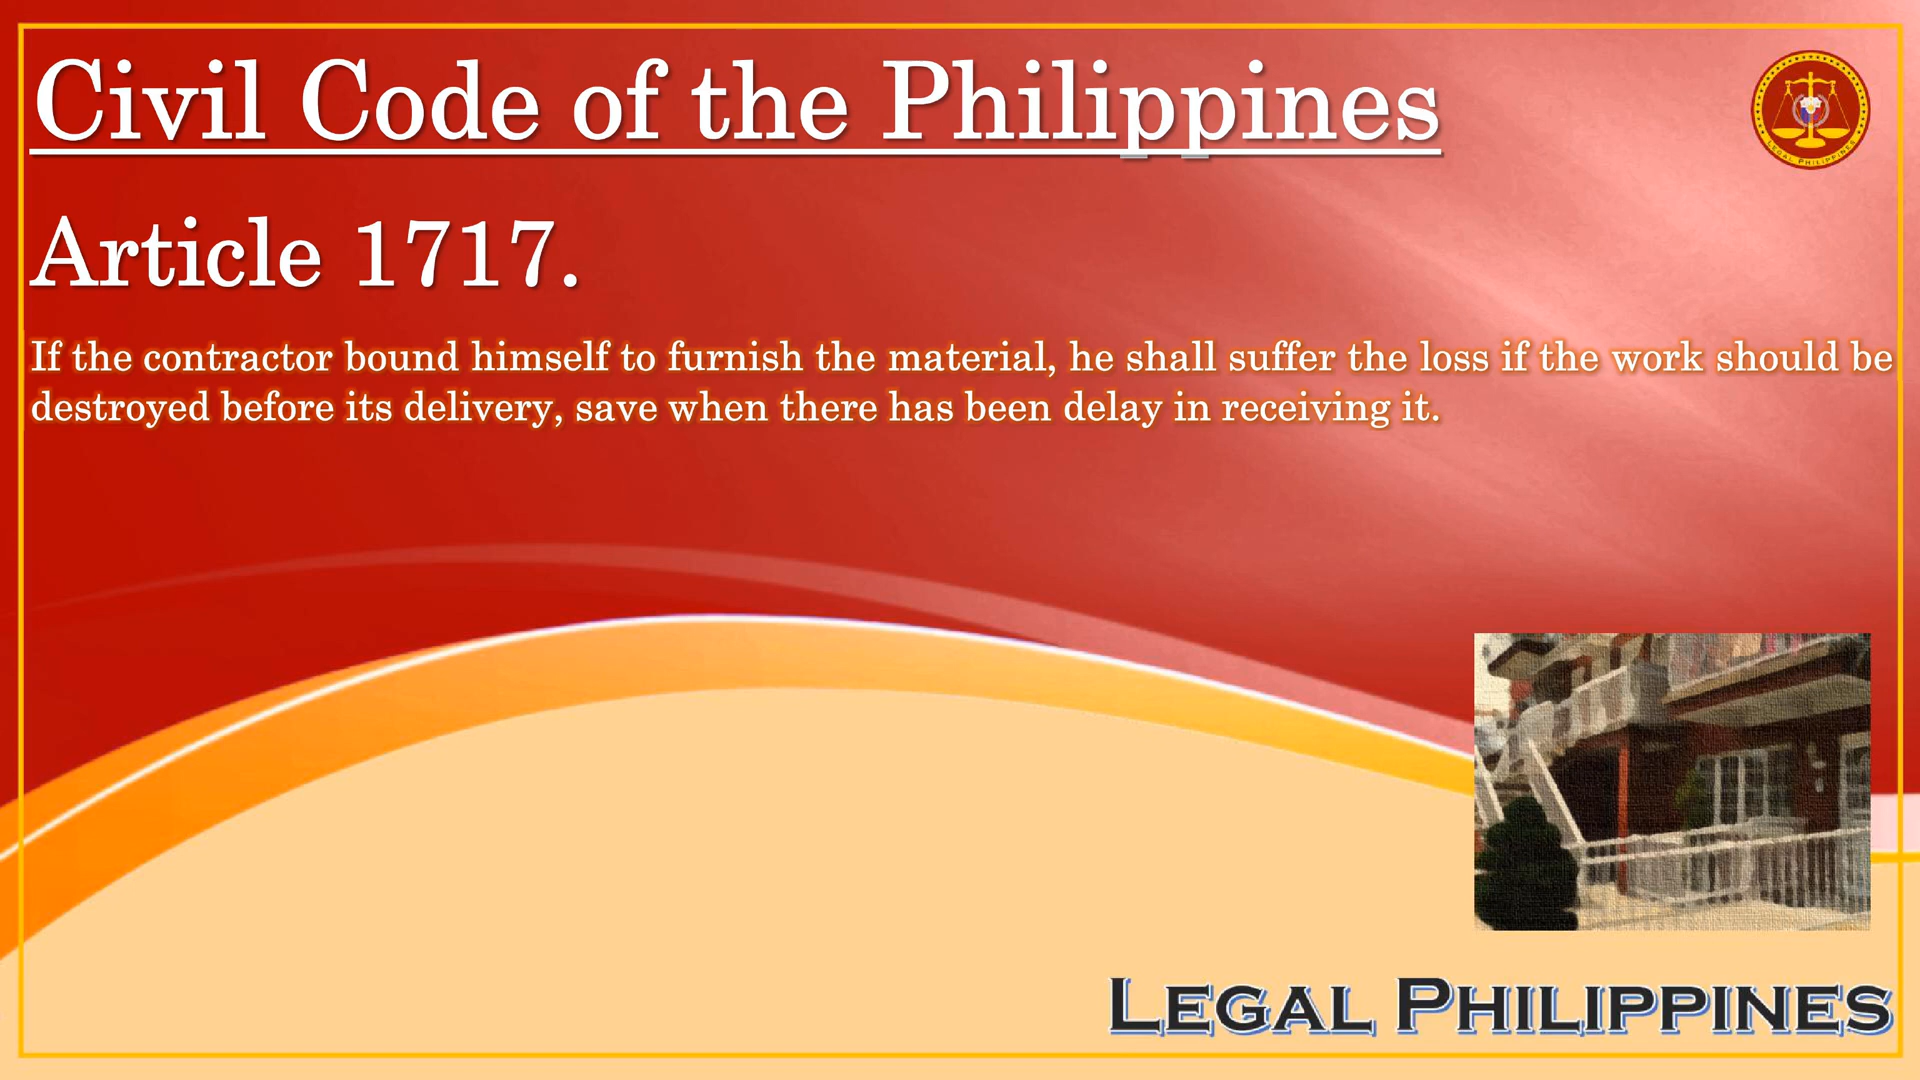 Civil Code of the Philippines
LEGAL PHILIPPINES
Article 1717.
If the contractor bound himself to furnish the material, he shall suffer the loss if the work should be
destroyed before its delivery, save when there has been delay in receiving it.
LEGAL PHILIPPINES